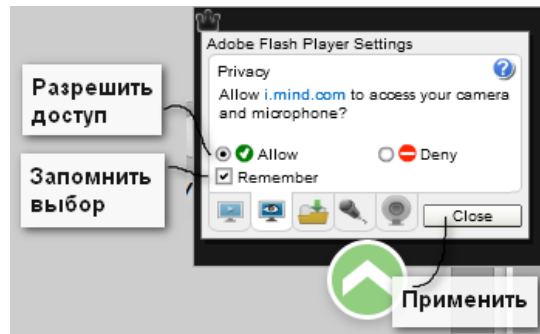 Adobe Flash Player Settings
Privacy
Allow i.mind.com to access your camera
and microphone?
Allow
Deny
Remember
Close
Разрешить
доступ
Запомнить
выбор
Применить